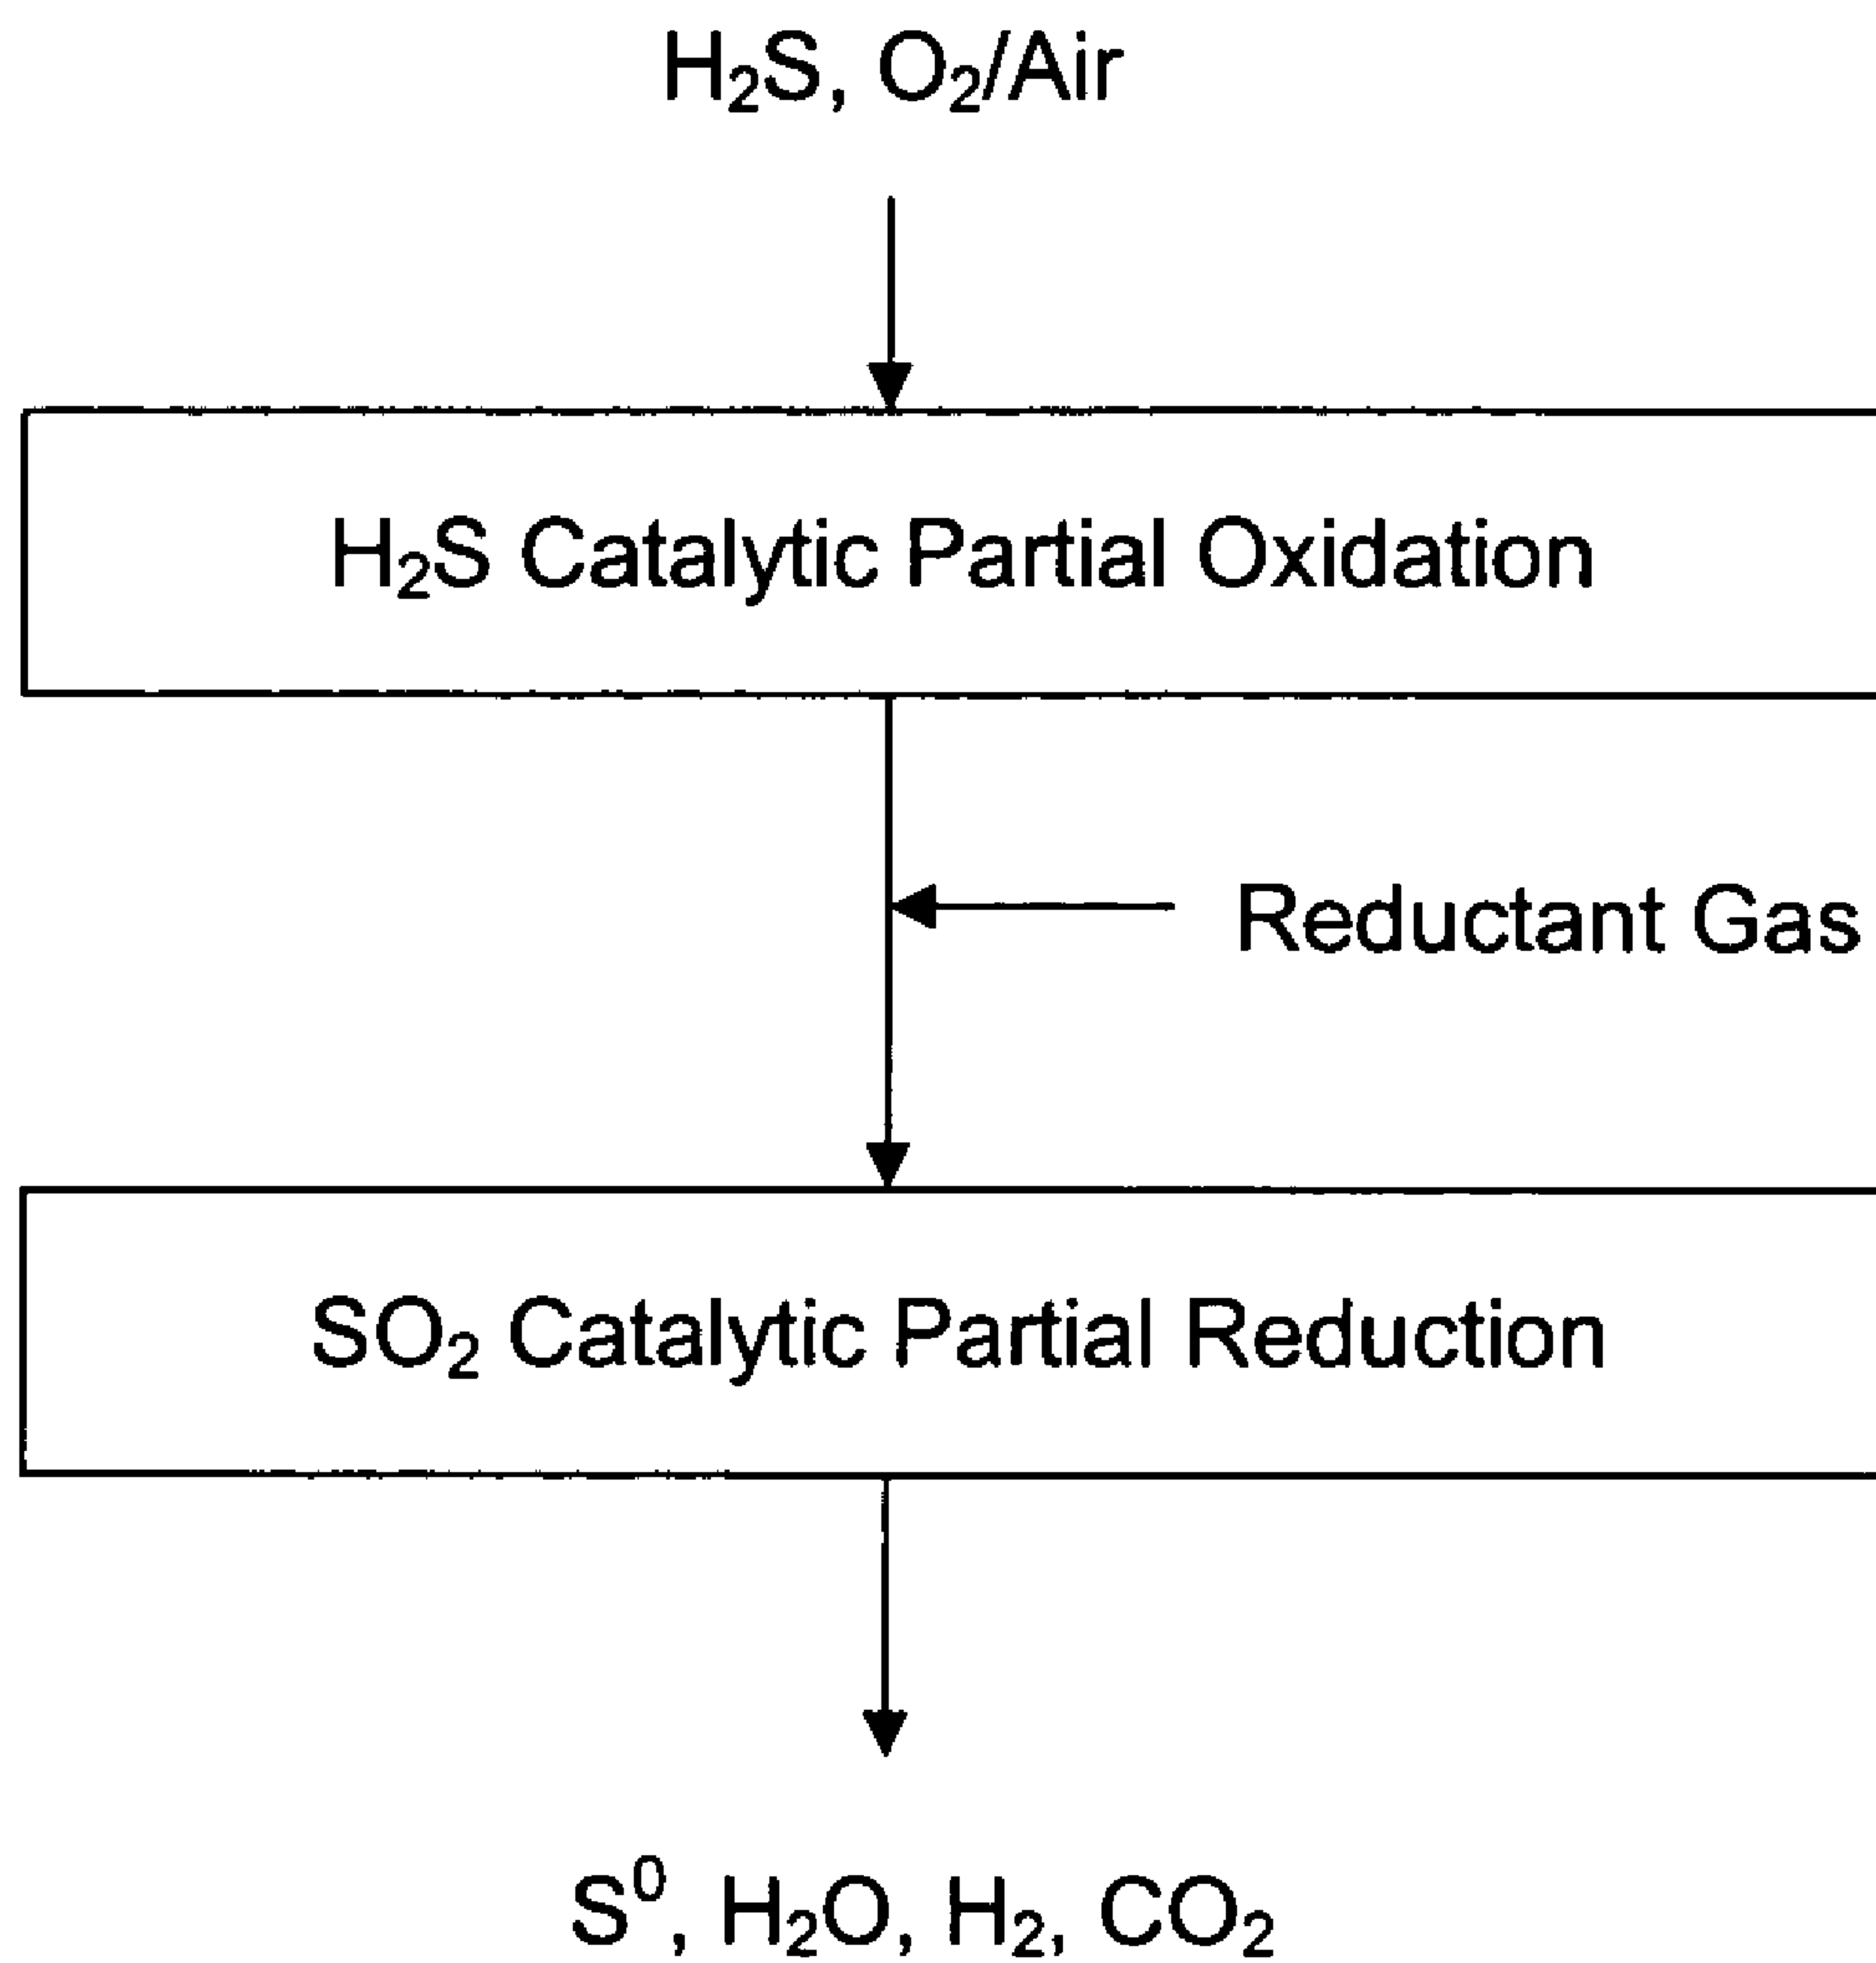 H₂S, O₂/Air
H₂S Catalytic Partial Oxidation
Reductant Gas
SO₂ Catalytic Partial Reduction
S⁰, H₂O, H₂, CO₂